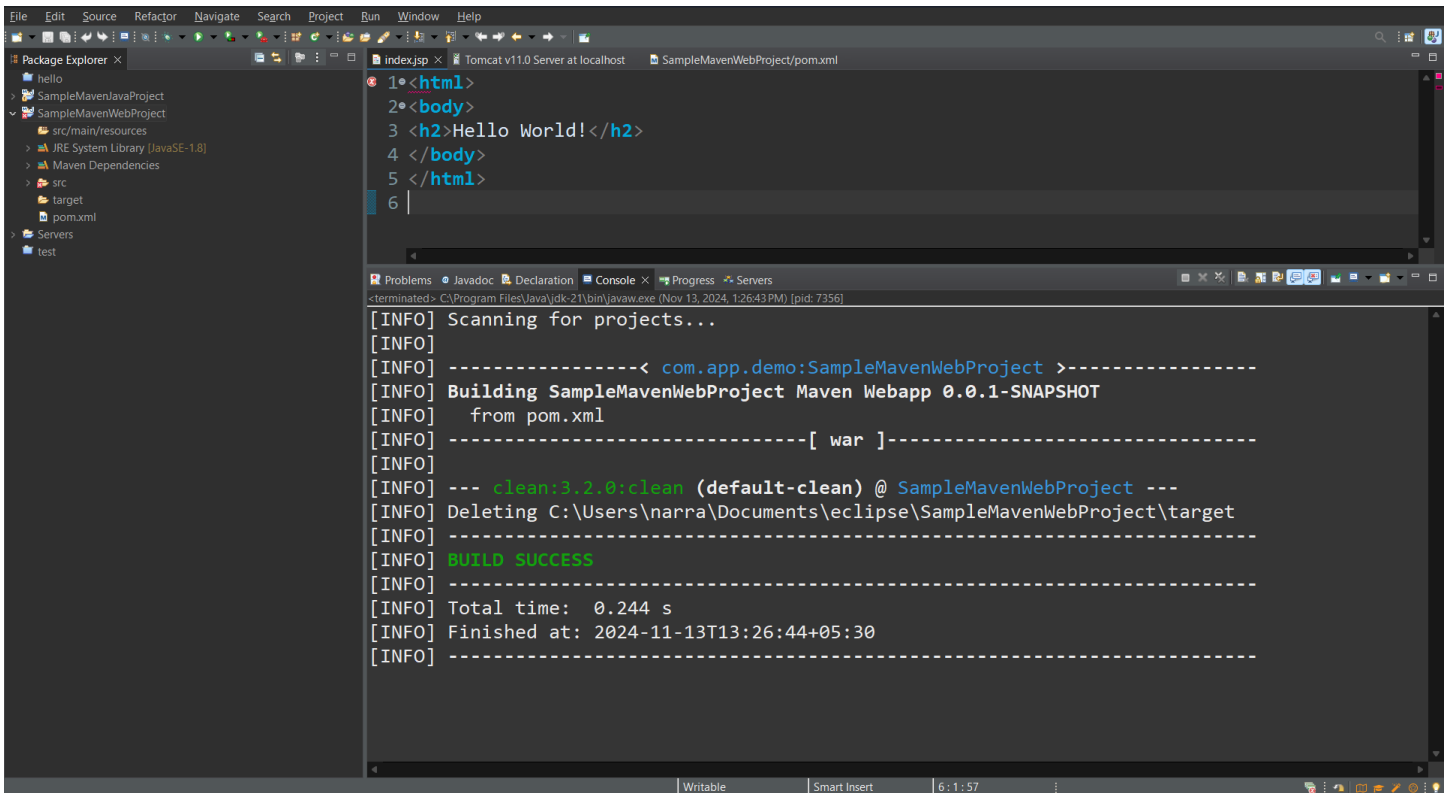 File Edit Source Refactor Navigate Search Project Run Window Help
Package Explorer
hello
SampleMavenJavaProject
SampleMavenWebProject
src/main/resources
JRE System Library [JavaSE-1.8]
Maven Dependencies
src
target
pom.xml
Servers
test
index.jsp Tomcat v11.0 Server at localhost SampleMavenWebProject/pom.xml
1 <html>
2 <body>
3 <h2>Hello World!</h2>
4 </body>
5 </html>
6
Problems Javadoc Declaration Console Progress Servers
<terminated> C:\Program Files\Java\jdk-21\bin\javaw.exe (Nov 13, 2024, 1:26:43 PM) [pid: 7356]
[INFO] Scanning for projects...
[INFO]
[INFO] -----------------< com.app.demo:SampleMavenWebProject >-----------------
[INFO] Building SampleMavenWebProject Maven Webapp 0.0.1-SNAPSHOT
[INFO]   from pom.xml
[INFO] --------------------------------[ war ]---------------------------------
[INFO]
[INFO] --- clean:3.2.0:clean (default-clean) @ SampleMavenWebProject ---
[INFO] Deleting C:\Users\narra\Documents\eclipse\SampleMavenWebProject\target
[INFO] ------------------------------------------------------------------------
[INFO] BUILD SUCCESS
[INFO] ------------------------------------------------------------------------
[INFO] Total time:  0.244 s
[INFO] Finished at: 2024-11-13T13:26:44+05:30
[INFO] ------------------------------------------------------------------------
Writable Smart Insert 6 : 1 : 57